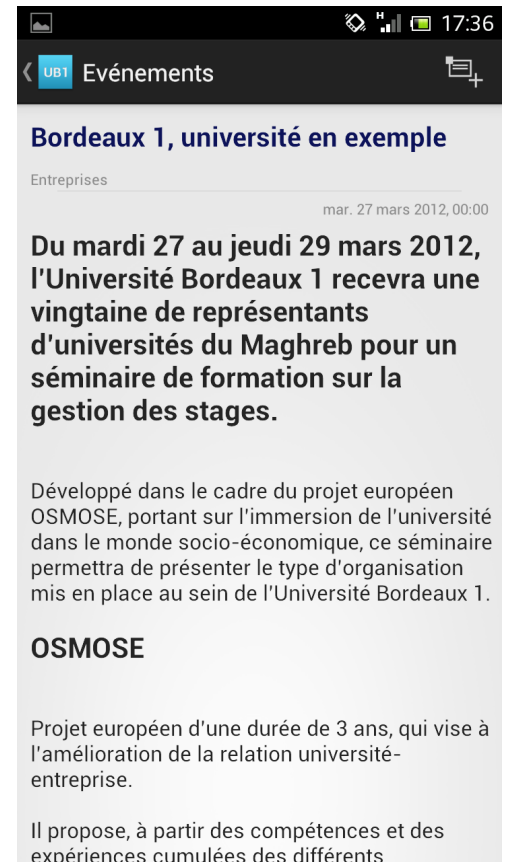 H 17:36
UB1 Evénements
Bordeaux 1, université en exemple
Entreprises
mar. 27 mars 2012, 00:00
Du mardi 27 au jeudi 29 mars 2012,
l'Université Bordeaux 1 recevra une
vingtaine de représentants
d'universités du Maghreb pour un
séminaire de formation sur la
gestion des stages.
Développé dans le cadre du projet européen
OSMOSE, portant sur l'immersion de l'université
dans le monde socio-économique, ce séminaire
permettra de présenter le type d'organisation
mis en place au sein de l'Université Bordeaux 1.
OSMOSE
Projet européen d'une durée de 3 ans, qui vise à
l'amélioration de la relation université-
entreprise.
Il propose, à partir des compétences et des
expériences cumulées des différents